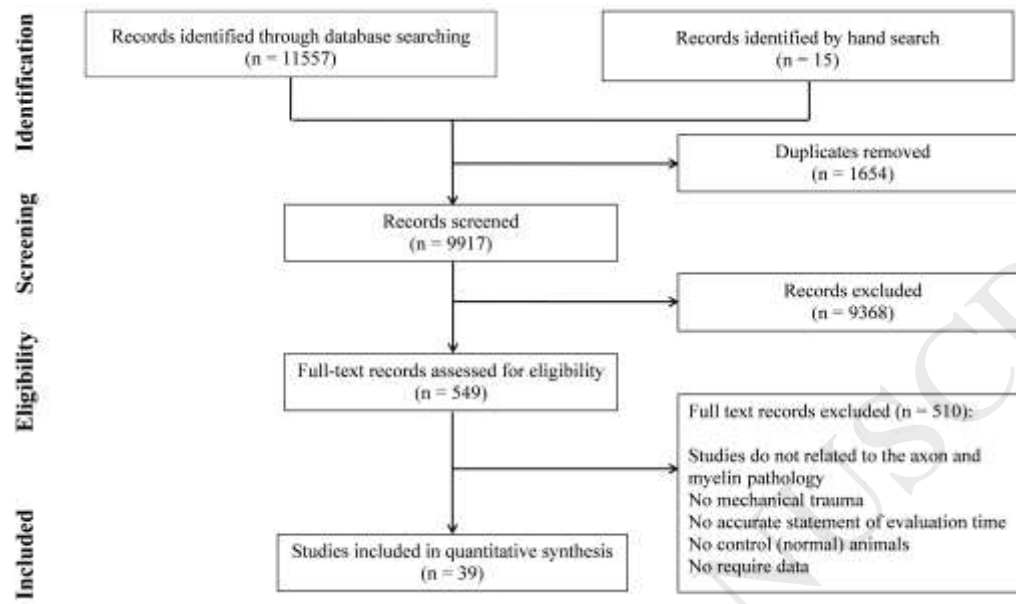 Identification
Records identified through database searching
(n = 11557)
Records identified by hand search
(n = 15)
Duplicates removed
(n = 1654)
Screening
Records screened
(n = 9917)
Records excluded
(n = 9368)
Eligibility
Full-text records assessed for eligibility
(n = 549)
Full text records excluded (n = 510):
Studies do not related to the axon and
myelin pathology
No mechanical trauma
No accurate statement of evaluation time
No control (normal) animals
No require data
Included
Studies included in quantitative synthesis
(n = 39)